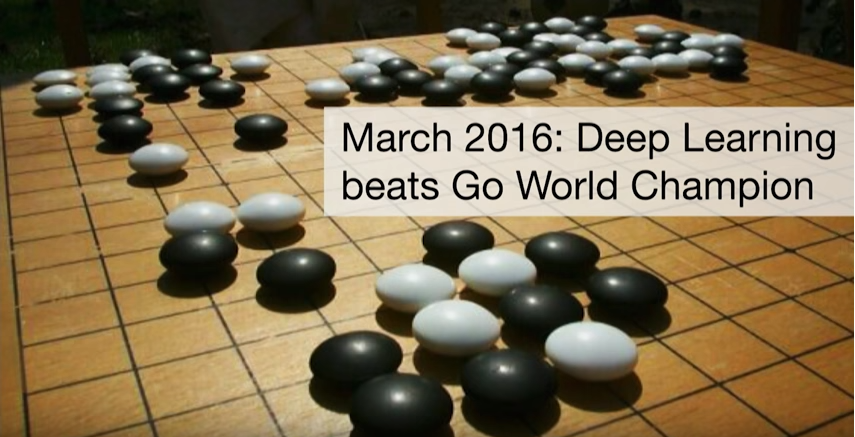 March 2016: Deep Learning
beats Go World Champion